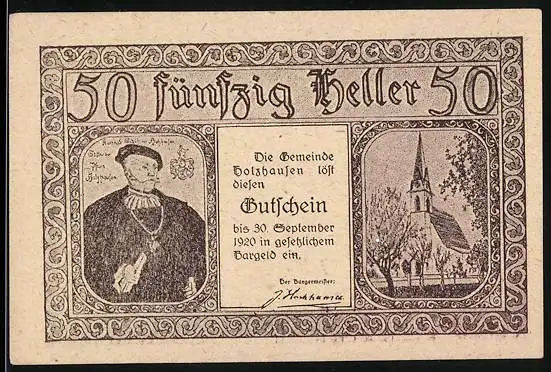 50 fünfzig Heller 50
Die Gemeinde
Holzhausen löst
diesen
Gutschein
bis 30. September
1920 in gesetzlichem
Bargeld ein.
Der Bürgermeister:
Holzhausen